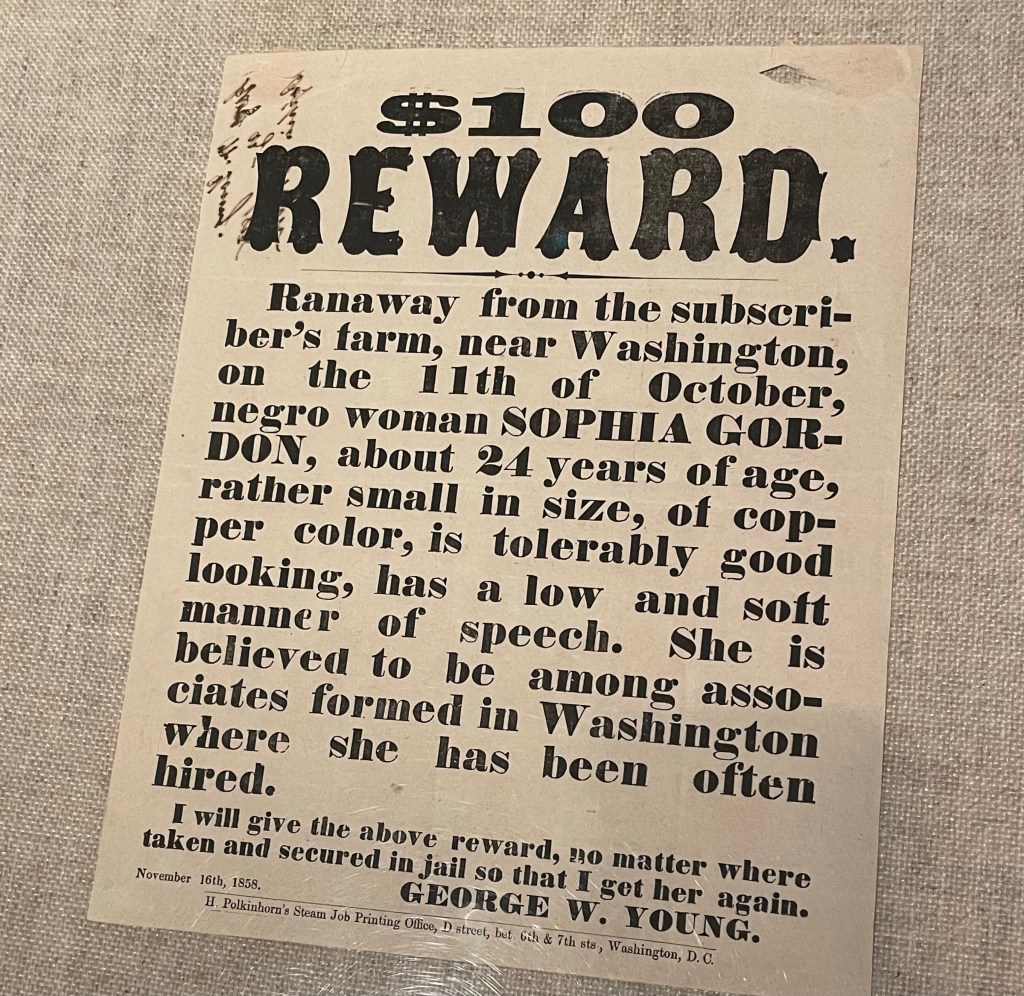 $100
REWARD.
Ranaway from the subscri-
ber's farm, near Washington,
on the 11th of October,
negro woman SOPHIA GOR-
DON, about 24 years of age,
rather small in size, of cop-
per color, is tolerably good
looking, has a low and soft
manner of speech. She is
believed to be among asso-
ciates formed in Washington
where she has been often
hired.
I will give the above reward, no matter where
taken and secured in jail so that I get her again.
GEORGE W. YOUNG.
November 16th, 1858.
H. Polkinhorn's Steam Job Printing Office, D street, bet 6th & 7th sts, Washington, D. C.